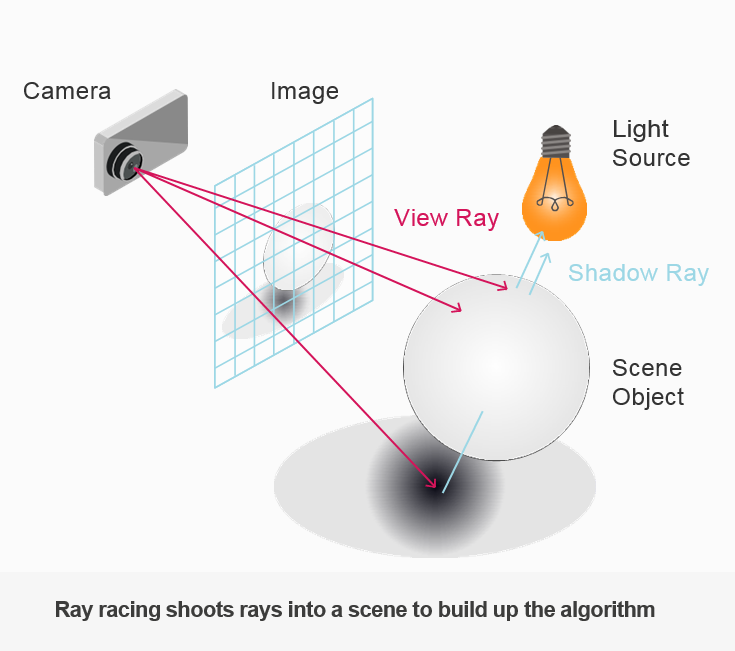 Camera
Image
Light
Source
View Ray
Shadow Ray
Scene
Object
Ray racing shoots rays into a scene to build up the algorithm